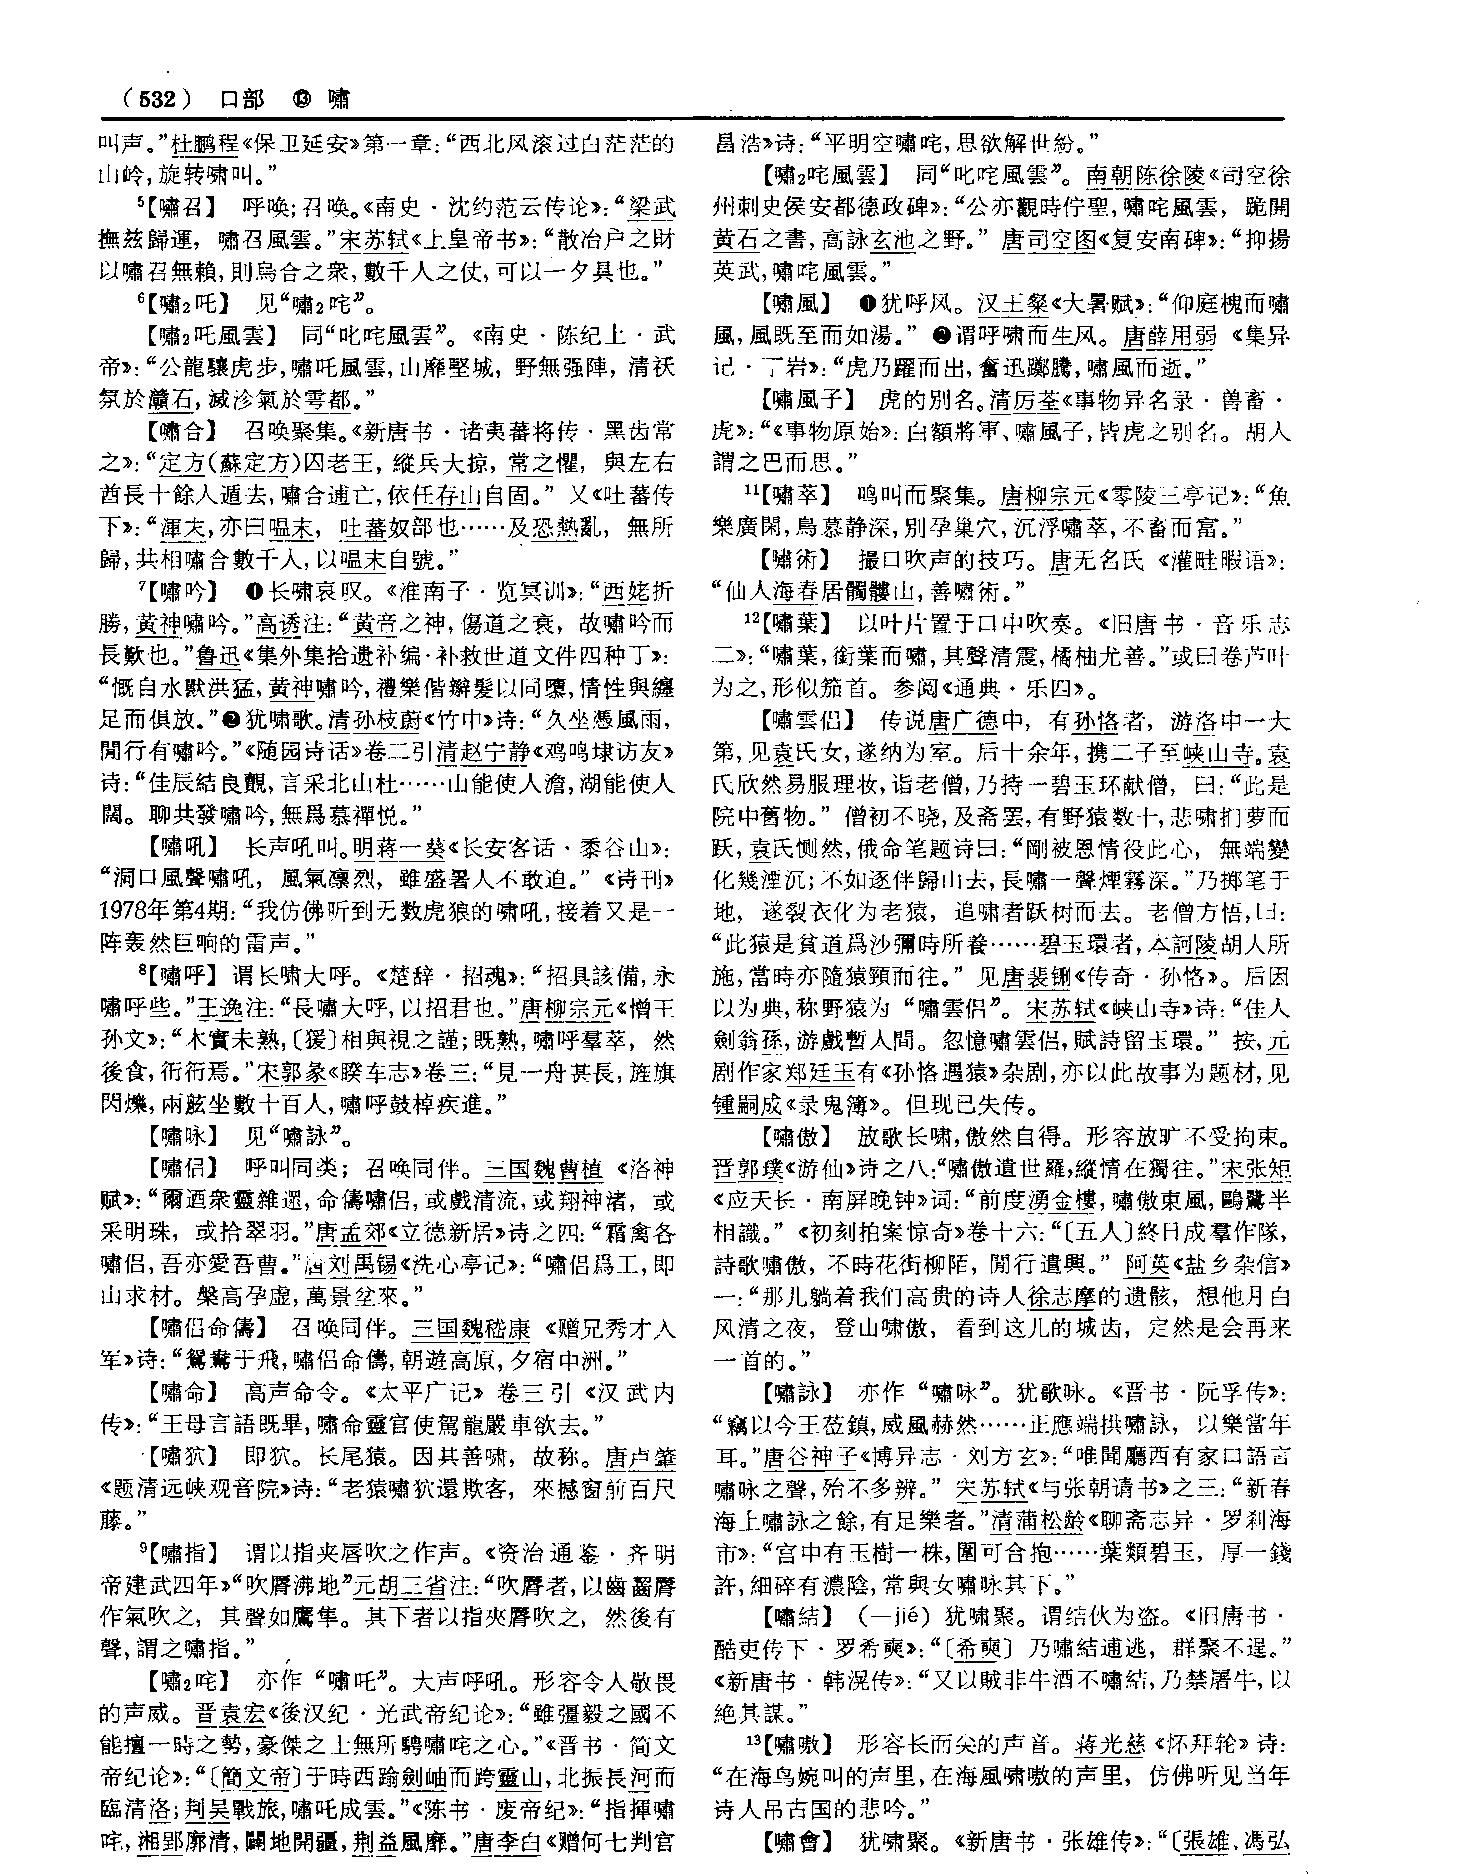 (532) 口部 ⑬ 嘯
叫声。”杜鹏程《保卫延安》第一章:“西北风滚过白茫茫的
山岭,旋转啸叫。”
⁵【嘯召】 呼唤;召唤。《南史·沈约范云传论》:“梁武
撫兹歸運, 嘯召風雲。”宋苏轼《上皇帝书》:“散冶户之財
以嘯召無賴,則烏合之衆,數千人之仗,可以一夕具也。”
⁶【嘯₂吒】 见“嘯₂咤”。
【嘯₂吒風雲】 同“叱咤風雲”。《南史·陈纪上·武
帝》:“公龍驤虎步,嘯吒風雲,山靡堅城, 野無强陣, 清祅
氛於灨石,滅沴氣於雩都。”
【嘯合】 召唤聚集。《新唐书·诸夷蕃将传·黑齿常
之》:“定方(蘇定方)囚老王, 縱兵大掠, 常之懼, 與左右
酋長十餘人遁去,嘯合逋亡,依任存山自固。” 又《吐蕃传
下》:“渾末,亦曰嗢末, 吐蕃奴部也……及恐熱亂, 無所
歸,共相嘯合數千人,以嗢末自號。”
⁷【嘯吟】 ❶长啸哀叹。《淮南子·览冥训》:“西姥折
勝,黄神嘯吟。”高诱注:“黄帝之神,傷道之衰, 故嘯吟而
長歎也。”鲁迅《集外集拾遗补编·补救世道文件四种丁》:
“慨自水獸洪猛,黄神嘯吟,禮樂偕辮髮以同隳,情性與纏
足而俱放。”❷犹啸歌。清孙枝蔚《竹中》诗:“久坐憑風雨,
閒行有嘯吟。”《随园诗话》卷二引清赵宁静《鸡鸣埭访友》
诗:“佳辰結良覿,言采北山杜……山能使人澹,湖能使人
闊。聊共發嘯吟,無爲慕禪悦。”
【嘯吼】 长声吼叫。明蒋一葵《长安客话·黍谷山》:
“洞口風聲嘯吼, 風氣凛烈, 雖盛暑人不敢迫。” 《诗刊》
1978年第4期:“我仿佛听到无数虎狼的啸吼,接着又是一
阵轰然巨响的雷声。”
⁸【嘯呼】 谓长啸大呼。《楚辞·招魂》:“招具該備,永
嘯呼些。”王逸注:“長嘯大呼,以招君也。”唐柳宗元《憎王
孙文》:“木實未熟,〔猨〕相與視之謹;既熟,嘯呼羣萃, 然
後食,衎衎焉。”宋郭彖《睽车志》卷三:“見一舟甚長,旌旗
閃爍,兩舷坐數十百人,嘯呼鼓棹疾進。”
【嘯咏】 见“嘯詠”。
【嘯侣】 呼叫同类; 召唤同伴。三国魏曹植 《洛神
赋》:“爾迺衆靈雜遝,命儔嘯侣,或戲清流,或翔神渚, 或
采明珠, 或拾翠羽。”唐孟郊《立德新居》诗之四:“霜禽各
嘯侣,吾亦愛吾曹。”唐刘禹锡《洗心亭记》:“嘯侣爲工,即
山求材。槃高孕虚,萬景坌來。”
【嘯侣命儔】 召唤同伴。三国魏嵇康 《赠兄秀才入
军》诗:“鴛鴦于飛,嘯侣命儔,朝遊高原,夕宿中洲。”
【嘯命】 高声命令。《太平广记》 卷三引 《汉武内
传》:“王母言語既畢,嘯命靈官使駕龍嚴車欲去。”
【嘯狖】 即狖。长尾猿。因其善啸, 故称。唐卢肇
《题清远峡观音院》诗:“老猿嘯狖還欺客, 來撼窗前百尺
藤。”
⁹【嘯指】 谓以指夹唇吹之作声。《资治通鉴·齐明
帝建武四年》“吹脣沸地”元胡三省注:“吹脣者,以齒齧脣
作氣吹之, 其聲如鷹隼。其下者以指夾脣吹之, 然後有
聲,謂之嘯指。”
【嘯₂咤】 亦作 “嘯吒”。大声呼吼。形容令人敬畏
的声威。晋袁宏《後汉纪·光武帝纪论》:“雖彊毅之國不
能擅一時之勢,豪傑之士無所騁嘯咤之心。”《晋书·简文
帝纪论》:“〔簡文帝〕于時西踰劍岫而跨靈山,北振長河而
臨清洛;荆吴戰旅,嘯吒成雲。”《陈书·废帝纪》:“指揮嘯
咤,湘郢廓清,闢地開疆,荆益風靡。”唐李白《赠何七判官
昌浩》诗:“平明空嘯咤,思欲解世紛。”
【嘯₂咤風雲】 同“叱咤風雲”。南朝陈徐陵《司空徐
州刺史侯安都德政碑》:“公亦觀時佇聖,嘯咤風雲, 跪開
黄石之書,高詠玄池之野。” 唐司空图《复安南碑》:“抑揚
英武,嘯咤風雲。”
【嘯風】 ❶犹呼风。汉王粲《大暑赋》:“仰庭槐而嘯
風,風既至而如湯。” ❷谓呼啸而生风。唐薛用弱 《集异
记·丁岩》:“虎乃躍而出,奮迅躑騰,嘯風而逝。”
【嘯風子】 虎的别名。清厉荃《事物异名录·兽畜·
虎》:“《事物原始》:白額將軍、嘯風子,皆虎之别名。胡人
謂之巴而思。”
¹¹【嘯萃】 鸣叫而聚集。唐柳宗元《零陵三亭记》:“魚
樂廣閑,鳥慕静深,别孕巢穴,沉浮嘯萃,不畜而富。”
【嘯術】 撮口吹声的技巧。唐无名氏 《灌畦暇语》:
“仙人海春居髑髏山,善嘯術。”
¹²【嘯葉】 以叶片置于口中吹奏。《旧唐书·音乐志
二》:“嘯葉,銜葉而嘯,其聲清震,橘柚尤善。”或曰卷芦叶
为之,形似笳首。参阅《通典·乐四》。
【嘯雲侣】 传说唐广德中, 有孙恪者, 游洛中一大
第,见袁氏女,遂纳为室。后十余年,携二子至峡山寺。袁
氏欣然易服理妆,诣老僧,乃持一碧玉环献僧, 曰:“此是
院中舊物。” 僧初不晓,及斋罢,有野猿数十,悲啸扪萝而
跃,袁氏恻然,俄命笔题诗曰:“剛被恩情役此心, 無端變
化幾湮沉;不如逐伴歸山去,長嘯一聲煙霧深。”乃掷笔于
地, 遂裂衣化为老猿, 追啸者跃树而去。老僧方悟,曰:
“此猿是貧道爲沙彌時所養……碧玉環者,本訶陵胡人所
施,當時亦隨猿頸而往。” 见唐裴铏《传奇·孙恪》。后因
以为典,称野猿为 “嘯雲侣”。宋苏轼《峡山寺》诗:“佳人
劍翁孫,游戲暫人間。忽憶嘯雲侣,賦詩留玉環。” 按,元
剧作家郑廷玉有《孙恪遇猿》杂剧,亦以此故事为题材,见
锺嗣成《录鬼簿》。但现已失传。
【嘯傲】 放歌长啸,傲然自得。形容放旷不受拘束。
晋郭璞《游仙》诗之八:“嘯傲遺世羅,縱情在獨往。”宋张矩
《应天长·南屏晚钟》词:“前度湧金樓,嘯傲東風,鷗鷺半
相識。” 《初刻拍案惊奇》卷十六:“〔五人〕終日成羣作隊,
詩歌嘯傲, 不時花街柳陌, 閒行遣興。” 阿英《盐乡杂信》
一:“那儿躺着我们高贵的诗人徐志摩的遗骸, 想他月白
风清之夜, 登山啸傲, 看到这儿的城齿, 定然是会再来
一首的。”
【嘯詠】 亦作 “嘯咏”。犹歌咏。《晋书·阮孚传》:
“竊以今王莅鎮,威風赫然……正應端拱嘯詠, 以樂當年
耳。”唐谷神子《博异志·刘方玄》:“唯聞廳西有家口語言
嘯咏之聲,殆不多辨。” 宋苏轼《与张朝请书》之三:“新春
海上嘯詠之餘,有足樂者。”清蒲松龄《聊斋志异·罗刹海
市》:“宫中有玉樹一株,圍可合抱……葉類碧玉, 厚一錢
許,細碎有濃陰,常與女嘯咏其下。”
【嘯結】 (—jié) 犹啸聚。谓结伙为盗。《旧唐书·
酷吏传下·罗希奭》:“〔希奭〕 乃嘯結逋逃, 群聚不逞。”
《新唐书·韩滉传》:“又以賊非牛酒不嘯結,乃禁屠牛,以
絶其謀。”
¹³【嘯嗷】 形容长而尖的声音。蒋光慈 《怀拜轮》 诗:
“在海鸟婉叫的声里,在海風嘯嗷的声里, 仿佛听见当年
诗人吊古国的悲吟。”
【嘯會】 犹嘯聚。《新唐书·张雄传》:“〔張雄、馮弘